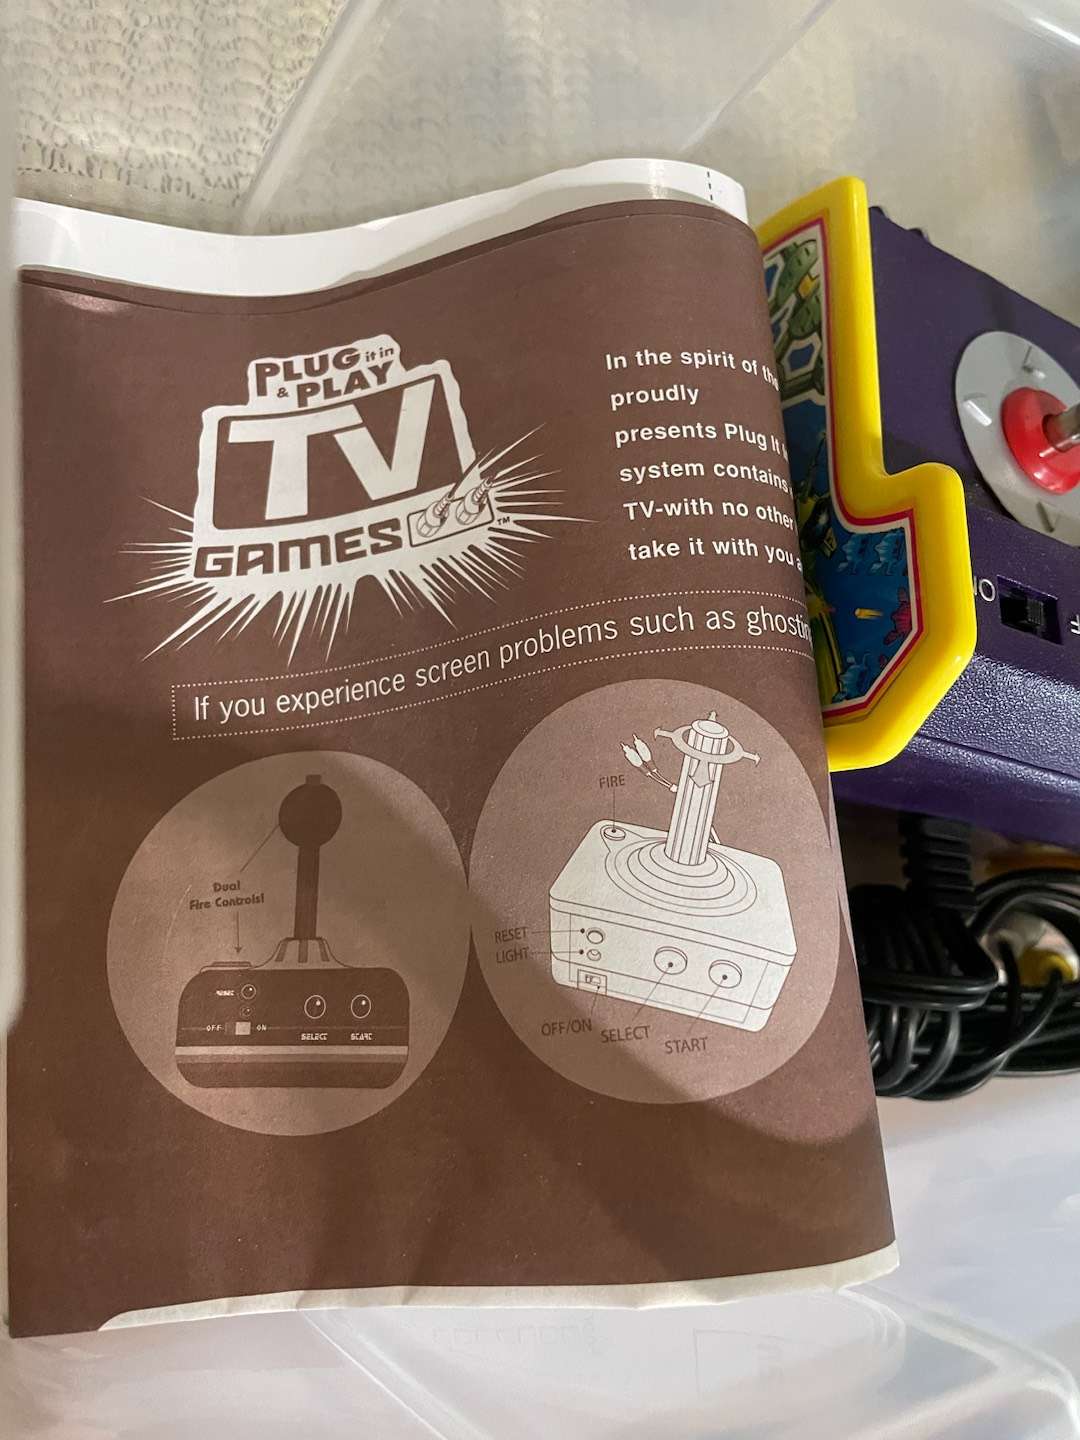 PLUG it in
& PLAY
TV
GAMES TM
In the spirit of the
proudly
presents Plug It
system contains
TV-with no other
take it with you
If you experience screen problems such as
Dual
Fire Controls!
RESET
OFF ON
SELECT START
FIRE
RESET
LIGHT
OFF/ON
SELECT
START